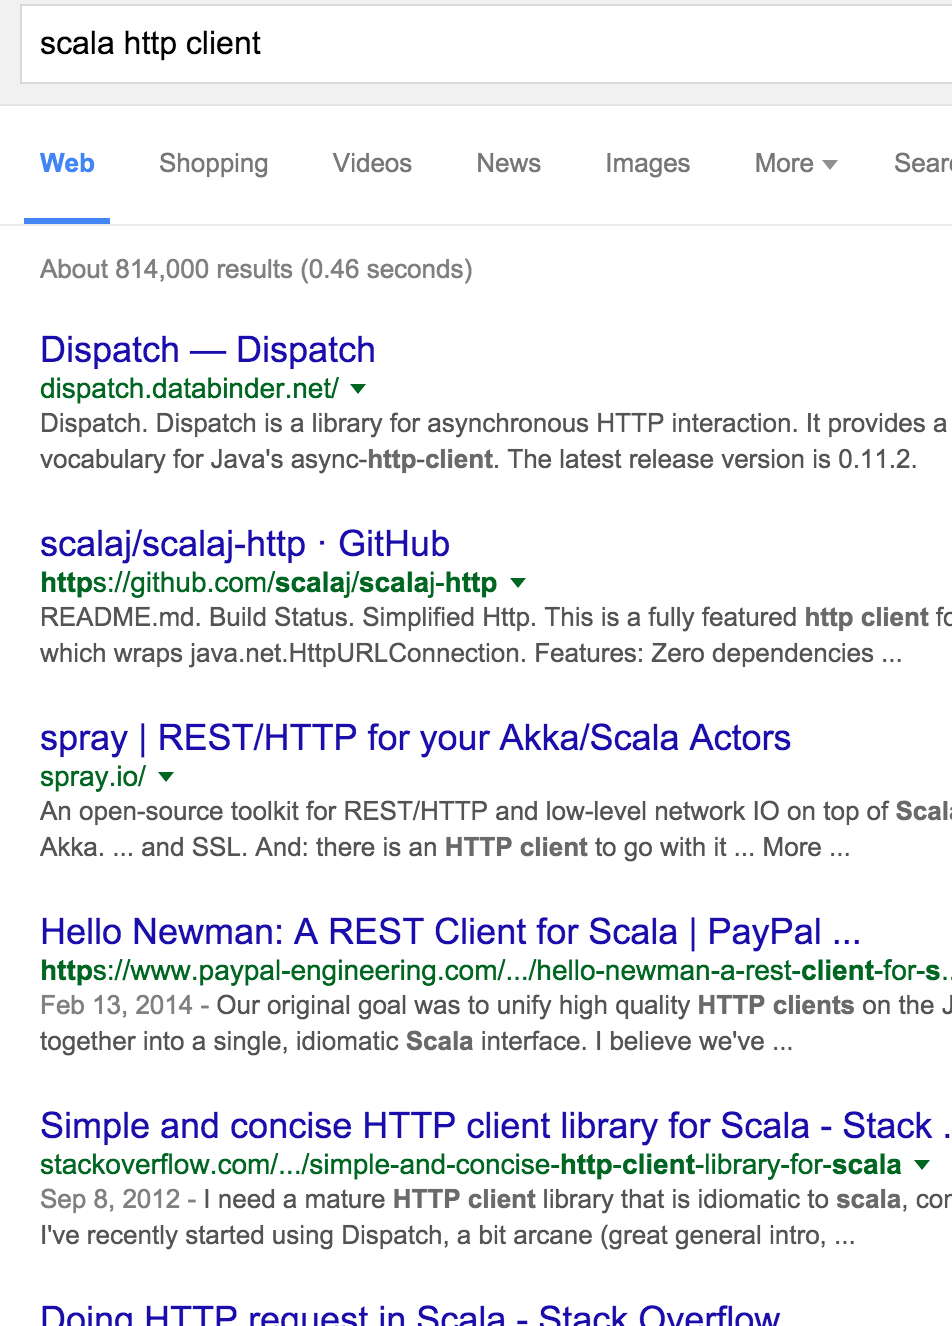 scala http client
Web Shopping Videos News Images More
About 814,000 results (0.46 seconds)
Dispatch — Dispatch
dispatch.databinder.net/
Dispatch. Dispatch is a library for asynchronous HTTP interaction. It provides a
vocabulary for Java's async-http-client. The latest release version is 0.11.2.
scalaj/scalaj-http · GitHub
https://github.com/scalaj/scalaj-http
README.md. Build Status. Simplified Http. This is a fully featured http client
which wraps java.net.HttpURLConnection. Features: Zero dependencies ...
spray | REST/HTTP for your Akka/Scala Actors
spray.io/
An open-source toolkit for REST/HTTP and low-level network IO on top of Scala
Akka. ... and SSL. And: there is an HTTP client to go with it ... More ...
Hello Newman: A REST Client for Scala | PayPal ...
https://www.paypal-engineering.com/.../hello-newman-a-rest-client-for-s...
Feb 13, 2014 - Our original goal was to unify high quality HTTP clients on the
together into a single, idiomatic Scala interface. I believe we've ...
Simple and concise HTTP client library for Scala - Stack ...
stackoverflow.com/.../simple-and-concise-http-client-library-for-scala
Sep 8, 2012 - I need a mature HTTP client library that is idiomatic to scala,
I've recently started using Dispatch, a bit arcane (great general intro, ...
Doing HTTP request in Scala - Stack Overflow